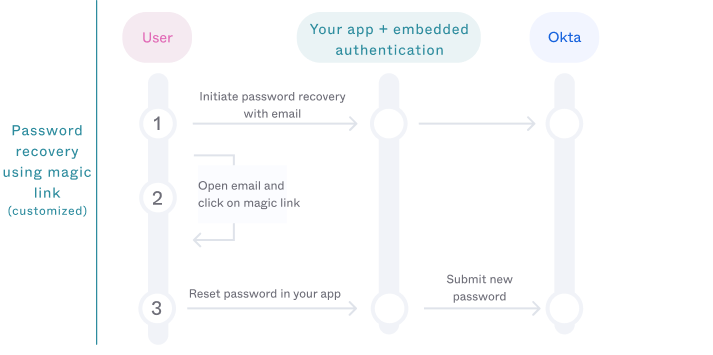 User
Your app + embedded
authentication
Okta
Password
recovery
using magic
link
(customized)
1
Initiate password recovery
with email
2
Open email and
click on magic link
3
Reset password in your app
Submit new
password